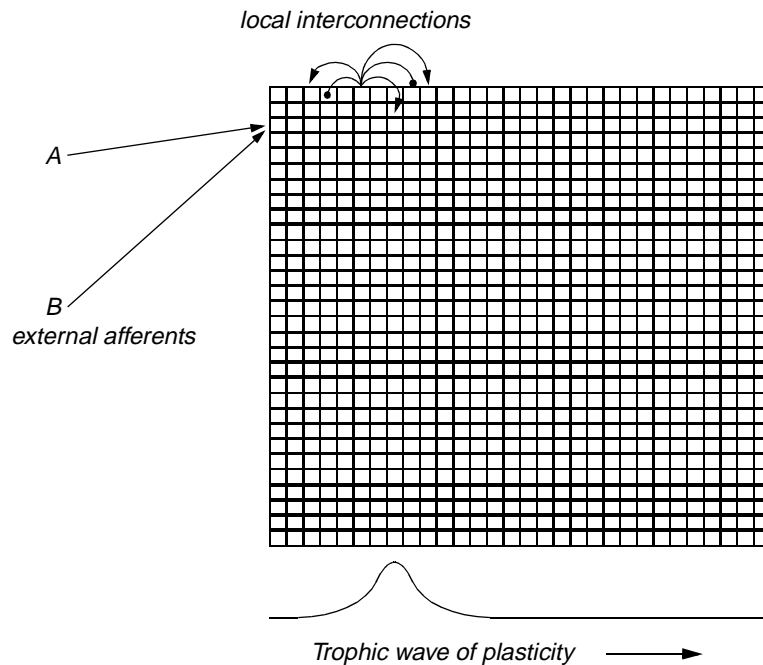 local interconnections
A
B
external afferents
Trophic wave of plasticity